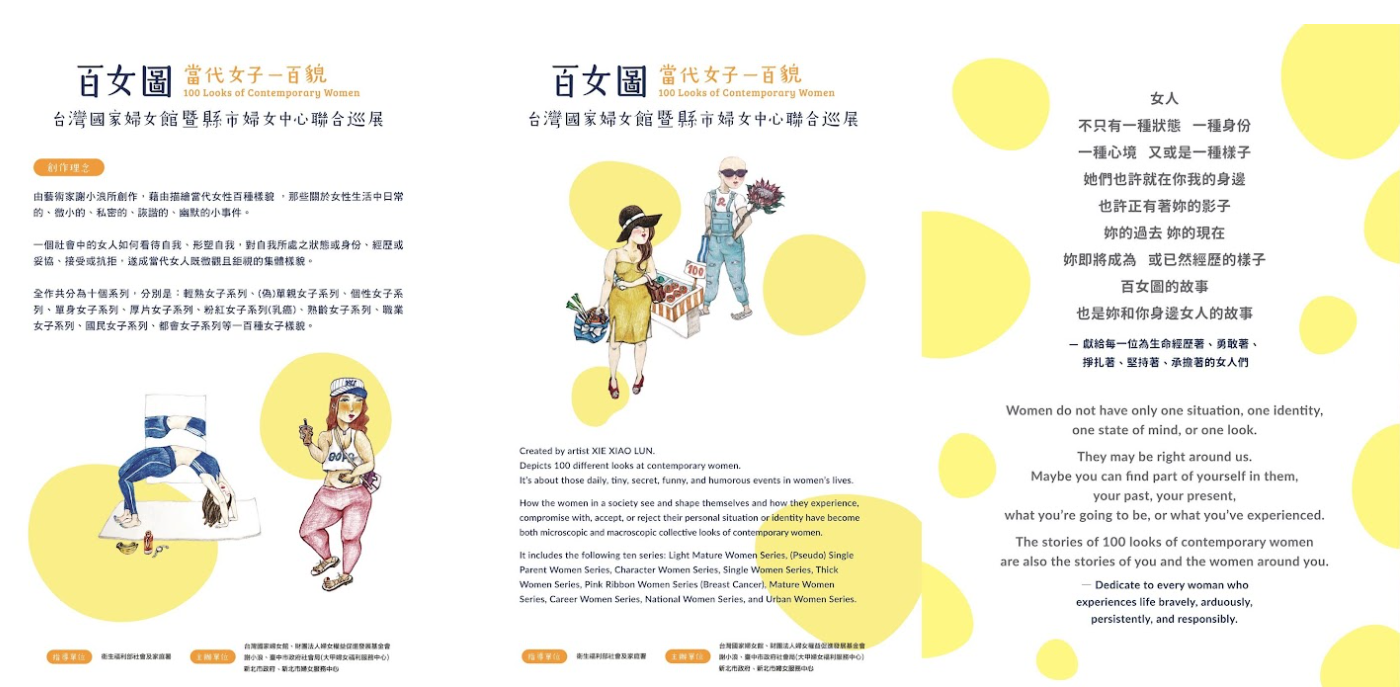 百女圖 當代女子一百貌
100 Looks of Contemporary Women
台灣國家婦女館暨縣市婦女中心聯合巡展
創作理念
由藝術家謝小浪所創作，藉由描繪當代女性百種樣貌，那些關於女性生活中日常
的、微小的、私密的、詼諧的、幽默的小事件。
一個社會中的女人如何看待自我、形塑自我，對自我所處之狀態或身份、經歷或
妥協、接受或抗拒，遂成當代女人既微觀且鉅視的集體樣貌。
全作共分為十個系列，分別是：輕熟女子系列、(偽)單親女子系列、個性女子系
列、單身女子系列、厚片女子系列、粉紅女子系列(乳癌)、熟齡女子系列、職業
女子系列、國民女子系列、都會女子系列等一百種女子樣貌。
指導單位
衛生福利部社會及家庭署
主辦單位
台灣國家婦女館、財團法人婦女權益促進發展基金會
謝小浪、臺中市政府社會局(大甲婦女福利服務中心)
新北市政府、新北市婦女服務中心
百女圖 當代女子一百貌
100 Looks of Contemporary Women
台灣國家婦女館暨縣市婦女中心聯合巡展
100
Created by artist XIE XIAO LUN.
Depicts 100 different looks at contemporary women.
It's about those daily, tiny, secret, funny, and humorous events in women's lives.
How the women in a society see and shape themselves and how they experience,
compromise with, accept, or reject their personal situation or identity have become
both microscopic and macroscopic collective looks of contemporary women.
It includes the following ten series: Light Mature Women Series, (Pseudo) Single
Parent Women Series, Character Women Series, Single Women Series, Thick
Women Series, Pink Ribbon Women Series (Breast Cancer), Mature Women
Series, Career Women Series, National Women Series, and Urban Women Series.
指導單位
衛生福利部社會及家庭署
主辦單位
台灣國家婦女館、財團法人婦女權益促進發展基金會
謝小浪、臺中市政府社會局(大甲婦女福利服務中心)
新北市政府、新北市婦女服務中心
女人
不只有一種狀態 一種身份
一種心境 又或是一種樣子
她們也許就在你我的身邊
也許正有著妳的影子
妳的過去 妳的現在
妳即將成為 或已然經歷的樣子
百女圖的故事
也是妳和你身邊女人的故事
— 獻給每一位為生命經歷著、勇敢著、
掙扎著、堅持著、承擔著的女人們
Women do not have only one situation, one identity,
one state of mind, or one look.
They may be right around us.
Maybe you can find part of yourself in them,
your past, your present,
what you're going to be, or what you've experienced.
The stories of 100 looks of contemporary women
are also the stories of you and the women around you.
— Dedicate to every woman who
experiences life bravely, arduously,
persistently, and responsibly.